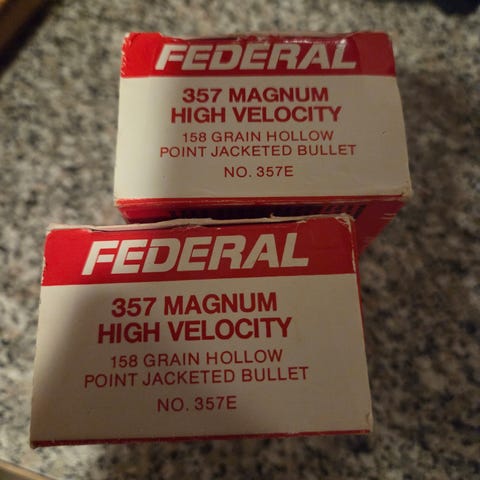 FEDERAL
357 MAGNUM
HIGH VELOCITY
158 GRAIN HOLLOW
POINT JACKETED BULLET
NO. 357E
FEDERAL
357 MAGNUM
HIGH VELOCITY
158 GRAIN HOLLOW
POINT JACKETED BULLET
NO. 357E